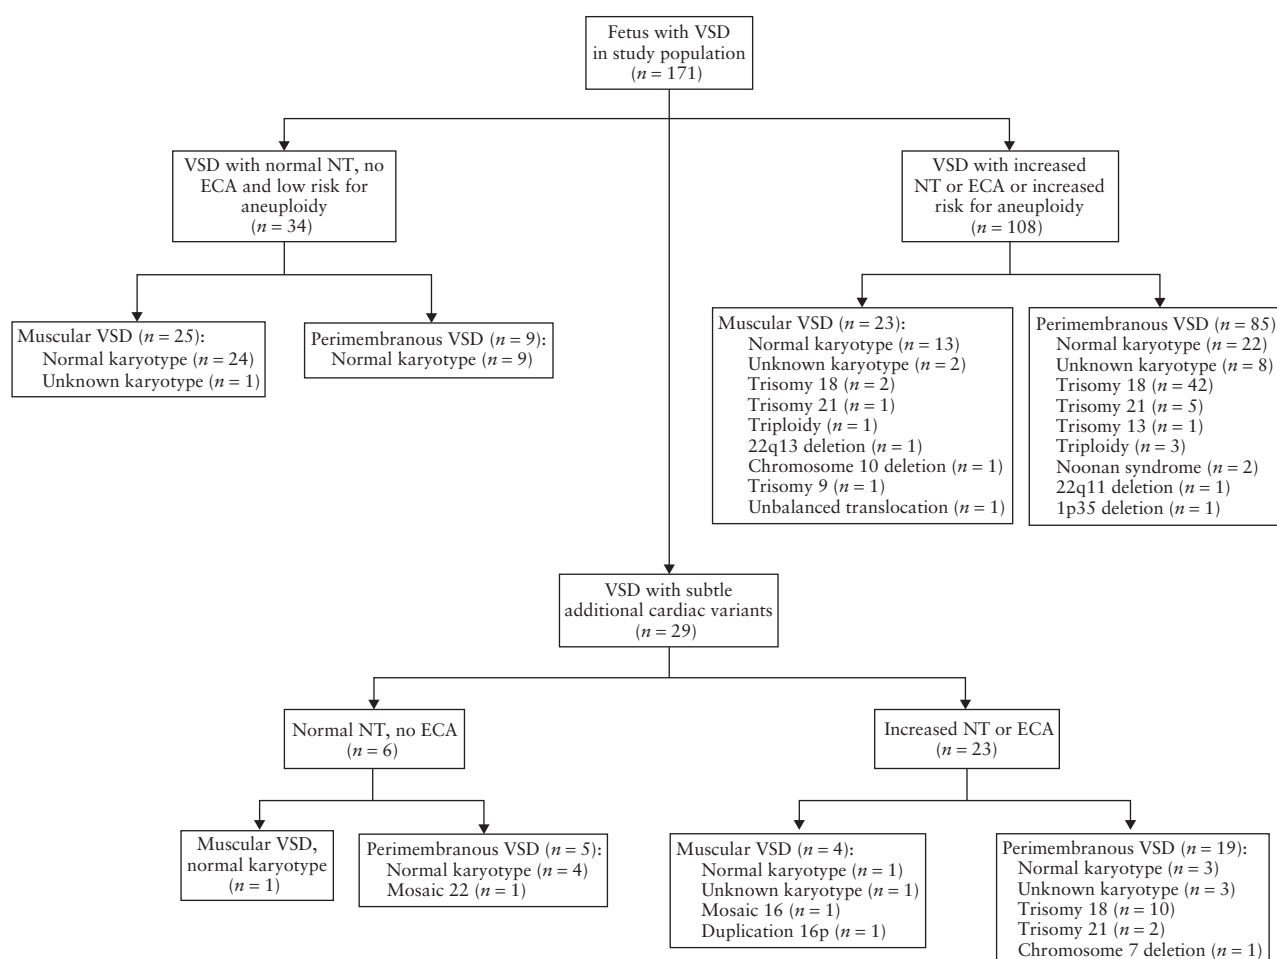 Fetus with VSD
in study population
(n = 171)
VSD with normal NT, no
ECA and low risk for
aneuploidy
(n = 34)
VSD with increased
NT or ECA or increased
risk for aneuploidy
(n = 108)
Muscular VSD (n = 25):
Normal karyotype (n = 24)
Unknown karyotype (n = 1)
Perimembranous VSD (n = 9):
Normal karyotype (n = 9)
Muscular VSD (n = 23):
Normal karyotype (n = 13)
Unknown karyotype (n = 2)
Trisomy 18 (n = 2)
Trisomy 21 (n = 1)
Triploidy (n = 1)
22q13 deletion (n = 1)
Chromosome 10 deletion (n = 1)
Trisomy 9 (n = 1)
Unbalanced translocation (n = 1)
Perimembranous VSD (n = 85)
Normal karyotype (n = 22)
Unknown karyotype (n = 8)
Trisomy 18 (n = 42)
Trisomy 21 (n = 5)
Trisomy 13 (n = 1)
Triploidy (n = 3)
Noonan syndrome (n = 2)
22q11 deletion (n = 1)
1p35 deletion (n = 1)
VSD with subtle
additional cardiac variants
(n = 29)
Normal NT, no ECA
(n = 6)
Increased NT or ECA
(n = 23)
Muscular VSD,
normal karyotype
(n = 1)
Perimembranous VSD (n = 5):
Normal karyotype (n = 4)
Mosaic 22 (n = 1)
Muscular VSD (n = 4):
Normal karyotype (n = 1)
Unknown karyotype (n = 1)
Mosaic 16 (n = 1)
Duplication 16p (n = 1)
Perimembranous VSD (n = 19):
Normal karyotype (n = 3)
Unknown karyotype (n = 3)
Trisomy 18 (n = 10)
Trisomy 21 (n = 2)
Chromosome 7 deletion (n = 1)